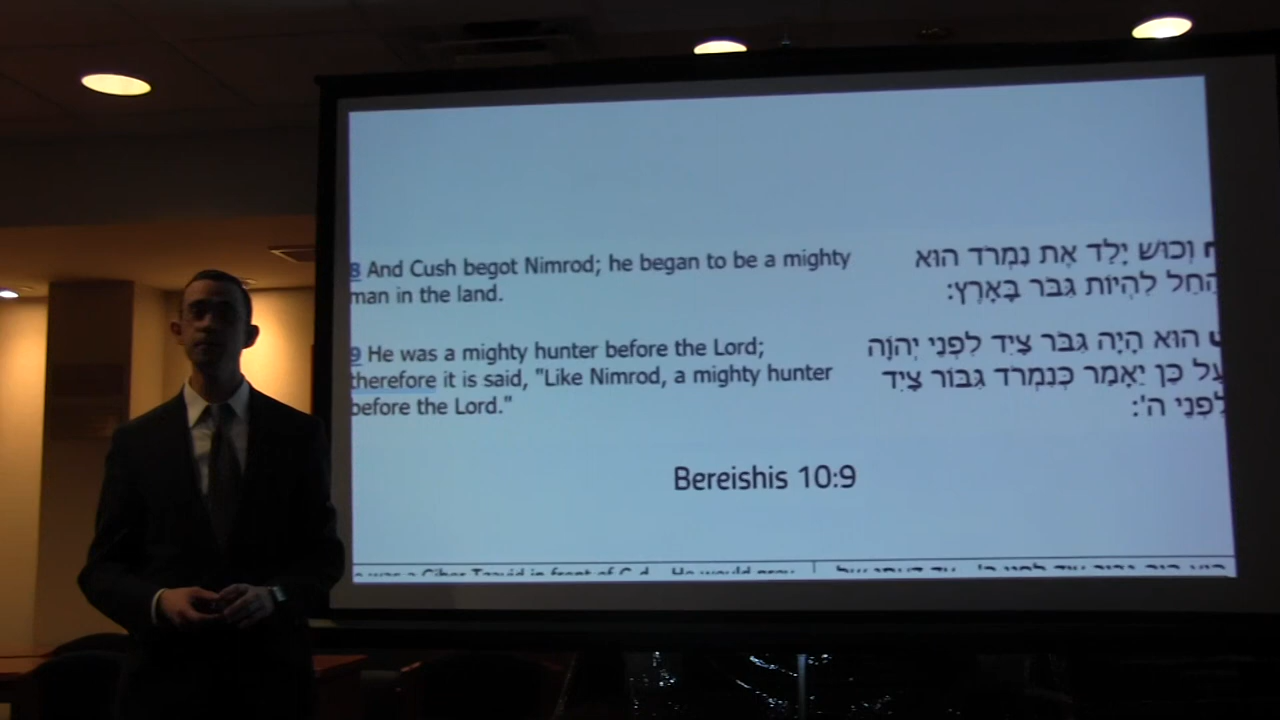 8 And Cush begot Nimrod; he began to be a mighty
man in the land.
ח וְכוּשׁ יָלַד אֶת נִמְרֹד הוּא
הֵחֵל לִהְיוֹת גִּבֹּר בָּאָרֶץ:
9 He was a mighty hunter before the Lord;
therefore it is said, "Like Nimrod, a mighty hunter
before the Lord."
ט הוּא הָיָה גִבֹּר צַיִד לִפְנֵי יְהֹוָה
עַל כֵּן יֵאָמַר כְּנִמְרֹד גִּבּוֹר צַיִד
לִפְנֵי ה':
Bereishis 10:9